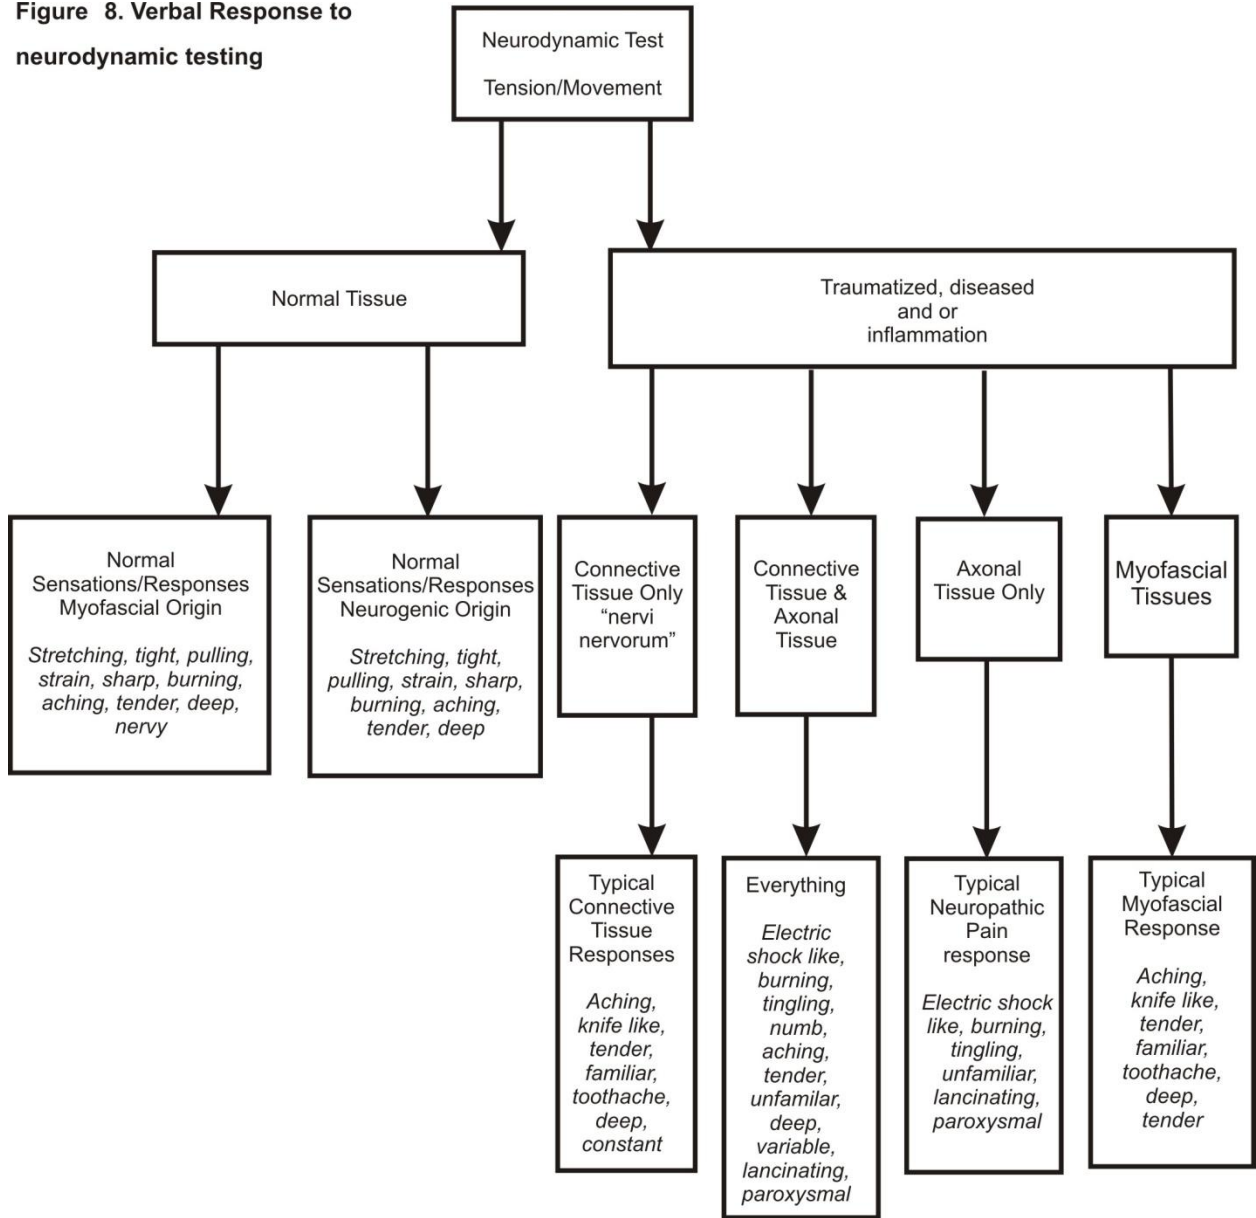 Figure 8. Verbal Response to
neurodynamic testing
Neurodynamic Test
Tension/Movement
Normal Tissue
Traumatized, diseased
and or
inflammation
Normal
Sensations/Responses
Myofascial Origin
Stretching, tight, pulling,
strain, sharp, burning,
aching, tender, deep,
nervy
Normal
Sensations/Responses
Neurogenic Origin
Stretching, tight,
pulling, strain, sharp,
burning, aching,
tender, deep
Connective
Tissue Only
“nervi
nervorum”
Connective
Tissue &
Axonal
Tissue
Axonal
Tissue Only
Myofascial
Tissues
Typical
Connective
Tissue
Responses
Aching,
knife like,
tender,
familiar,
toothache,
deep,
constant
Everything
Electric
shock like,
burning,
tingling,
numb,
aching,
tender,
unfamilar,
deep,
variable,
lancinating,
paroxysmal
Typical
Neuropathic
Pain
response
Electric shock
like, burning,
tingling,
unfamiliar,
lancinating,
paroxysmal
Typical
Myofascial
Response
Aching,
knife like,
tender,
familiar,
toothache,
deep,
tender